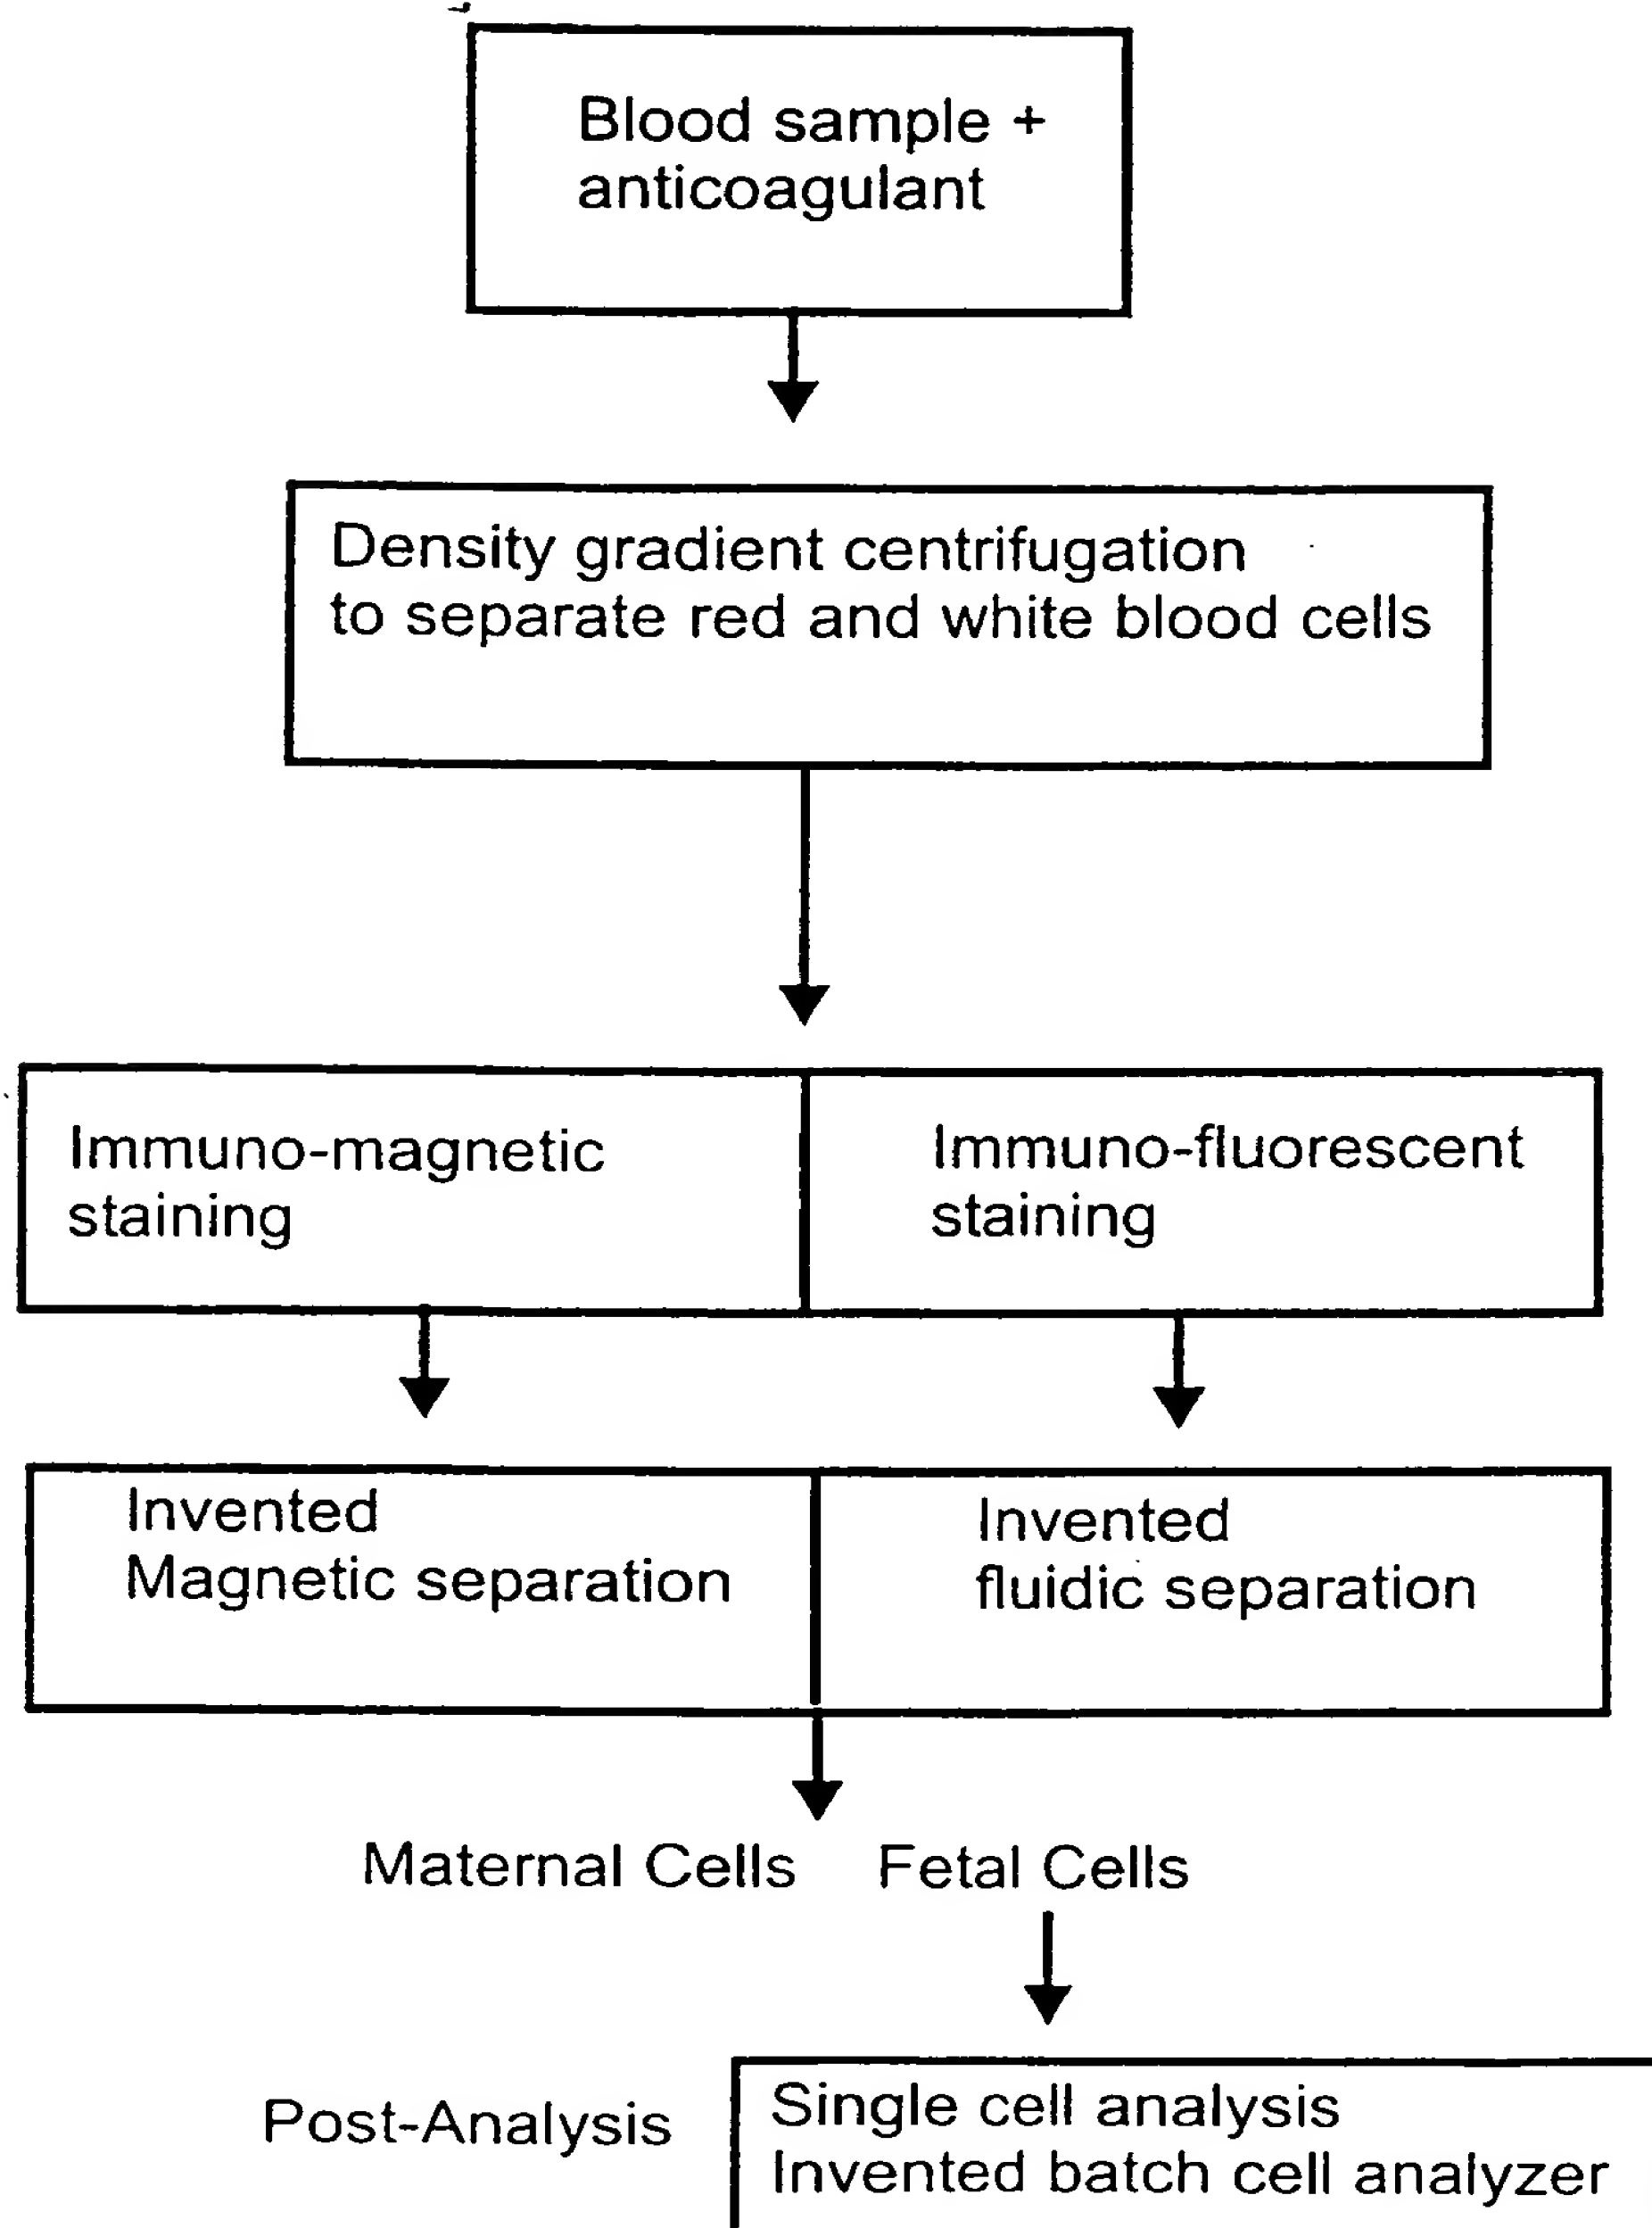 Blood sample +
anticoagulant
Density gradient centrifugation
to separate red and white blood cells
Immuno-magnetic
staining
Immuno-fluorescent
staining
Invented
Magnetic separation
Invented
fluidic separation
Maternal Cells
Fetal Cells
Post-Analysis
Single cell analysis
Invented batch cell analyzer